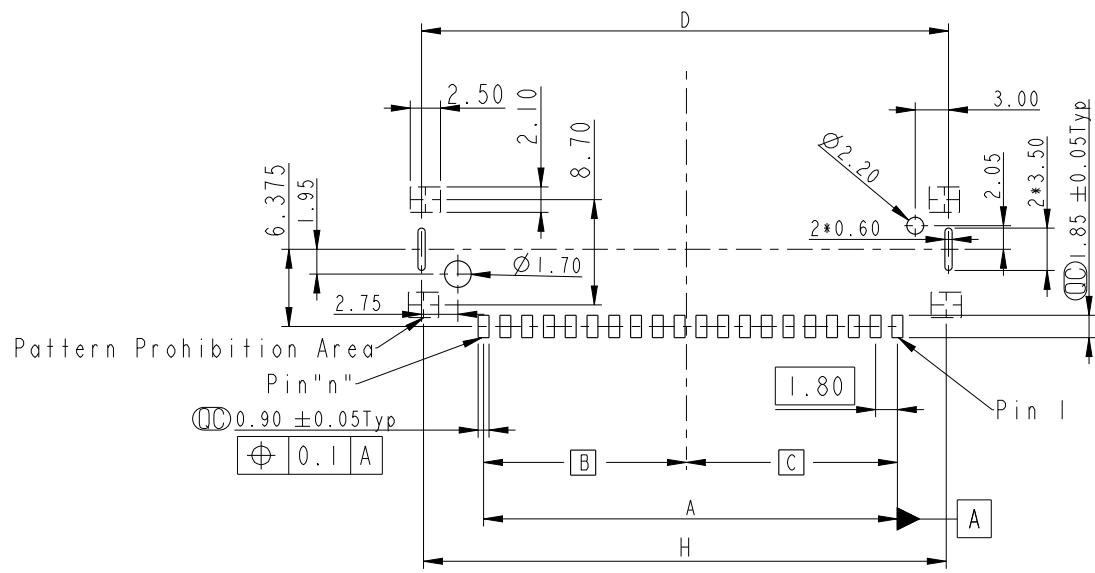 D
2.50
2.10
8.70
3.00
Ø2.20
2.05
2*3.50
QC 1.85 ±0.05Typ
6.375
1.95
2*0.60
Ø1.70
2.75
Pattern Prohibition Area
Pin"n"
1.80
Pin 1
QC 0.90 ±0.05Typ
⌖ 0.1 A
B
C
A
A
H